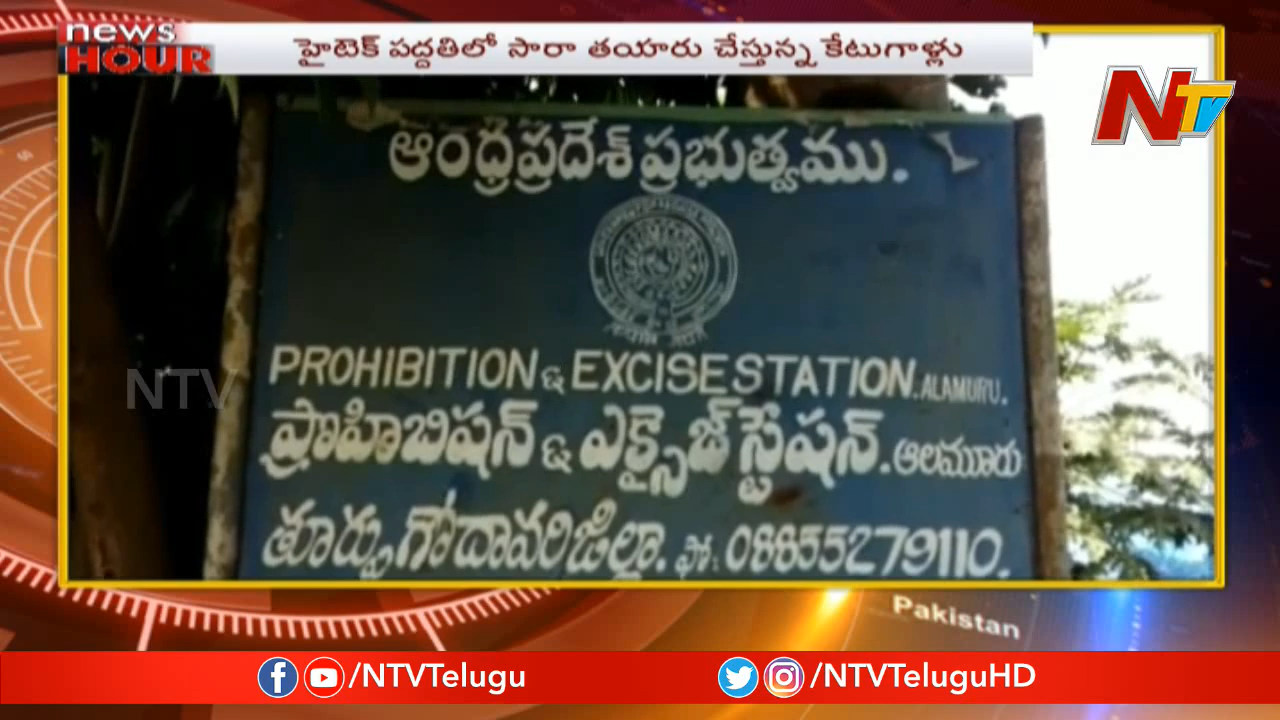 news
HOUR
హైటెక్ పద్దతిలో సారా తయారు చేస్తున్న కేటుగాళ్లు
NTV
ఆంధ్రప్రదేశ్ ప్రభుత్వము.
PROHIBITION & EXCISE STATION. ALAMURU.
NTV
ప్రొహిబిషన్ & ఎక్సైజ్ స్టేషన్. ఆలమూరు
తూర్పుగోదావరిజిల్లా. ఫో: 08855279110.
Pakistan
/NTVTelugu
/NTVTeluguHD